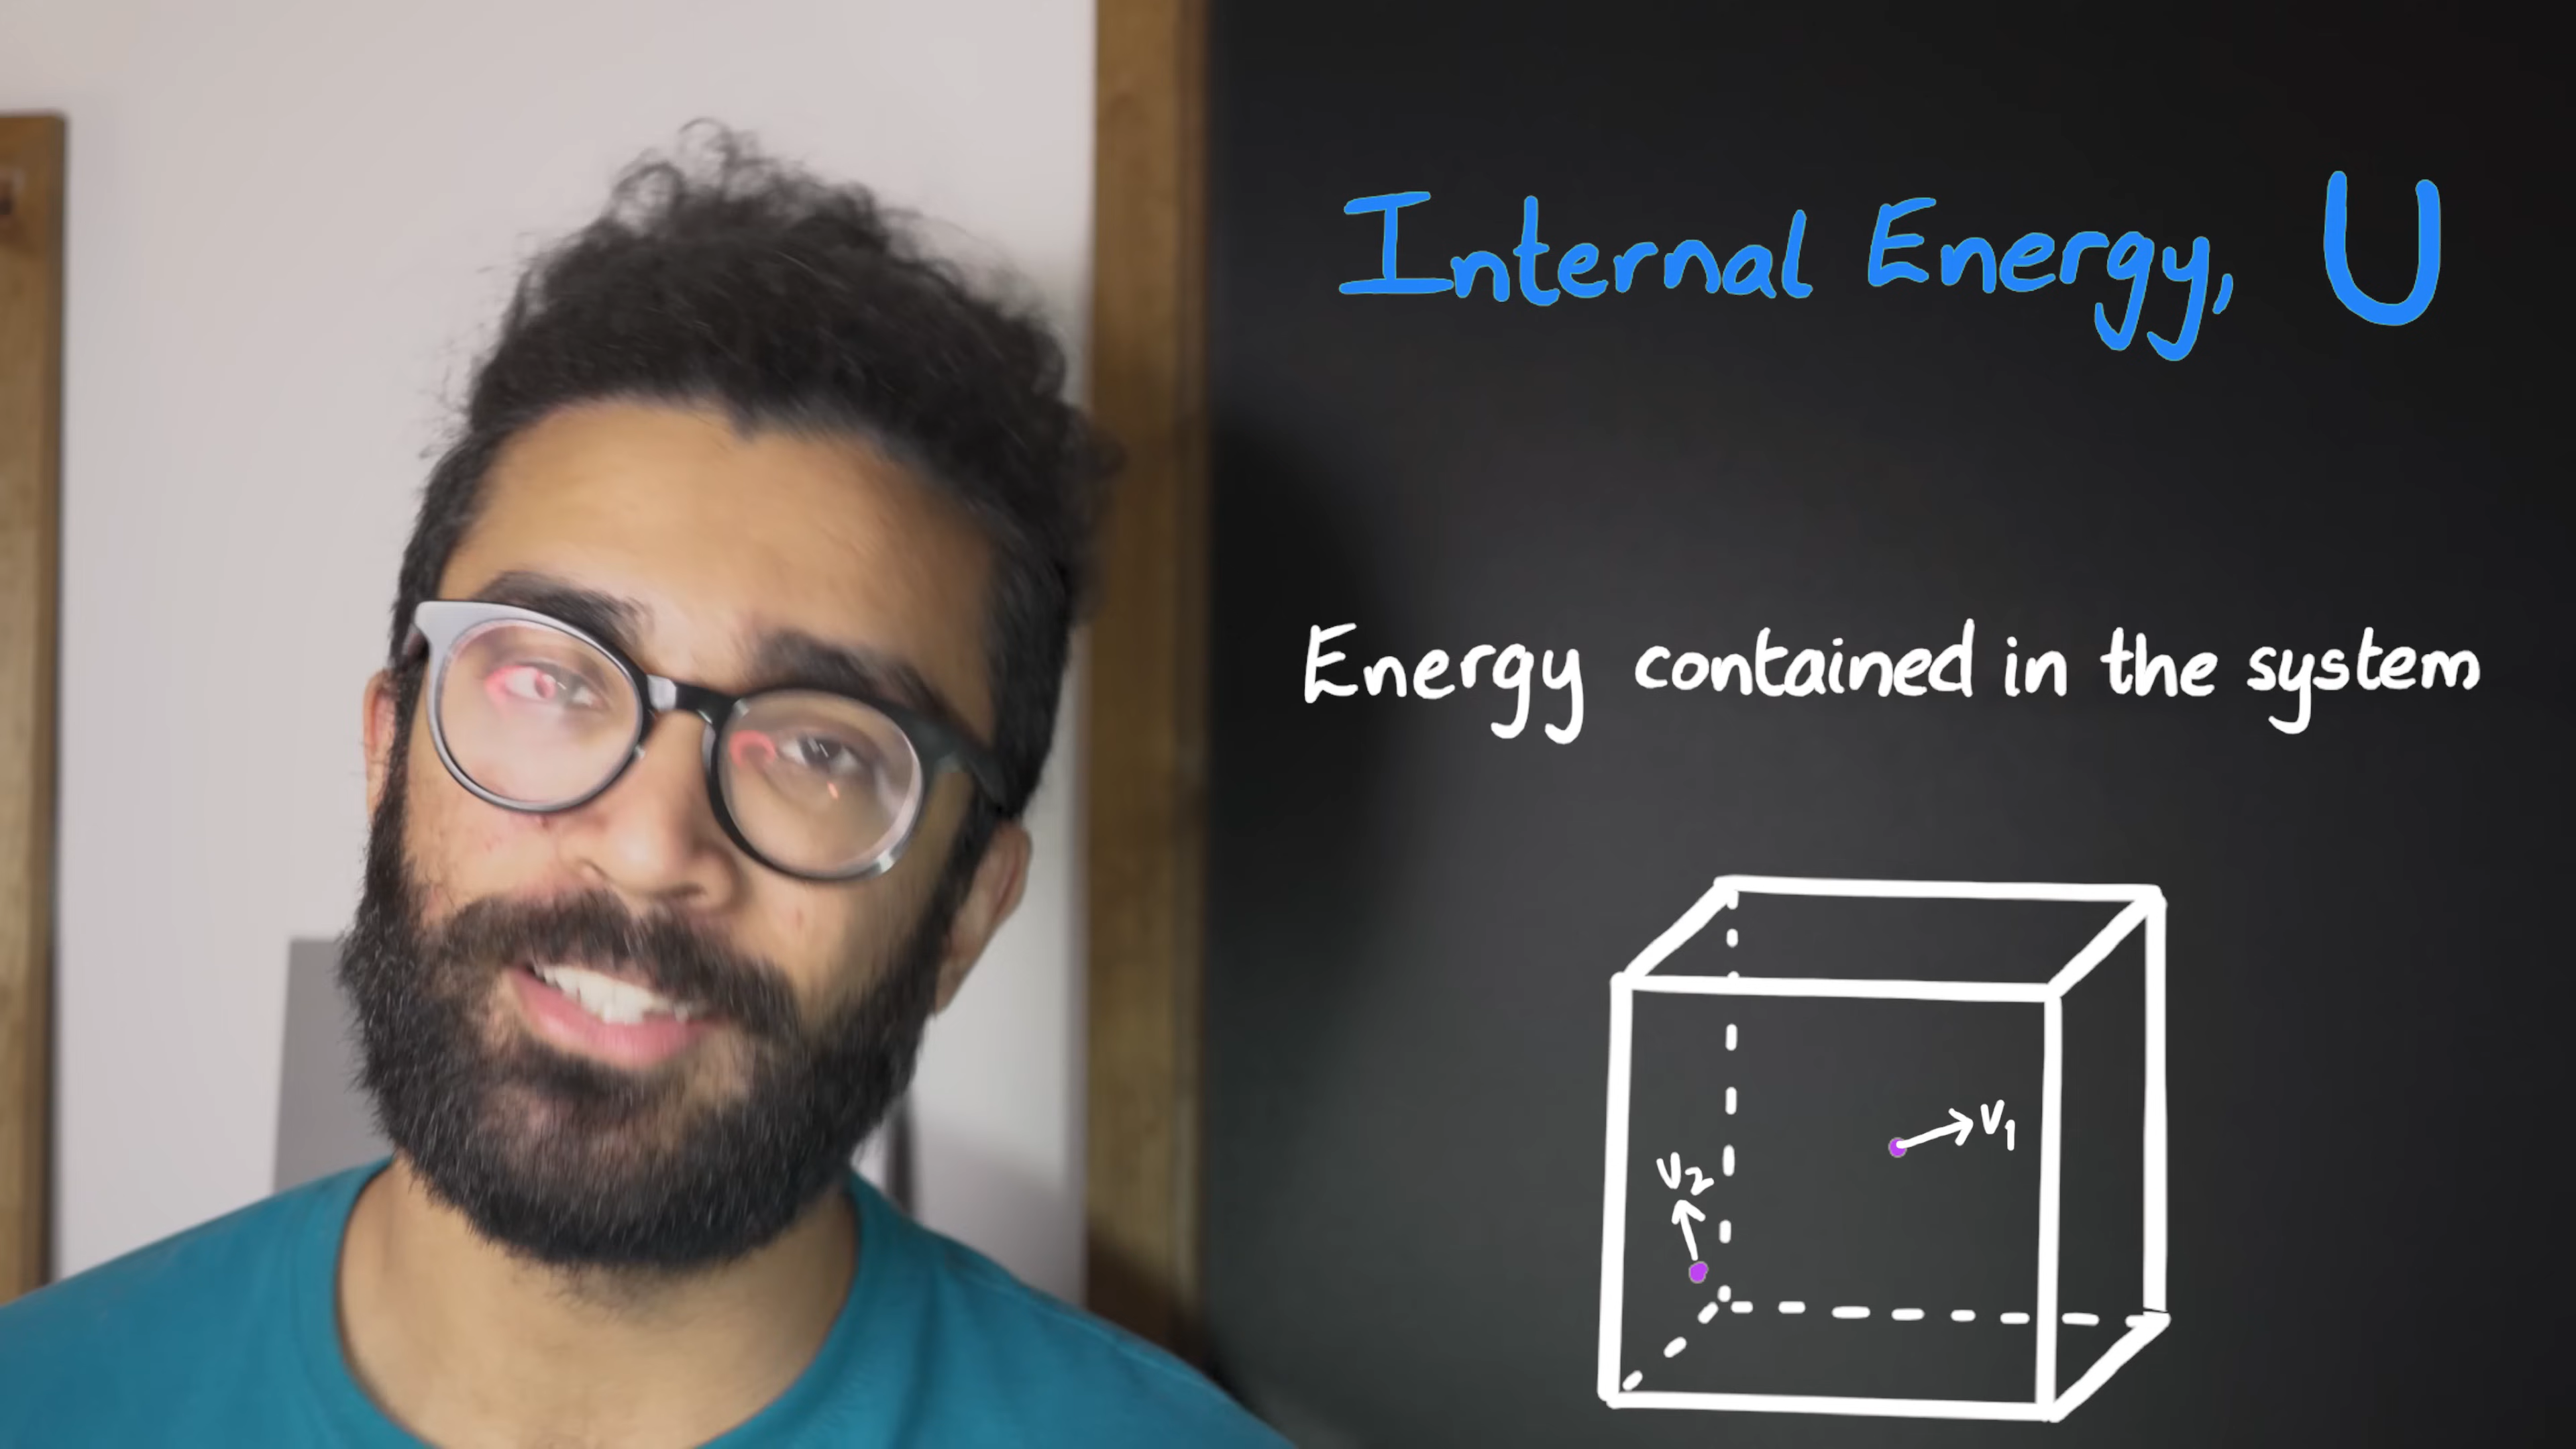 Internal Energy, U
Energy contained in the system
v₁
v₂